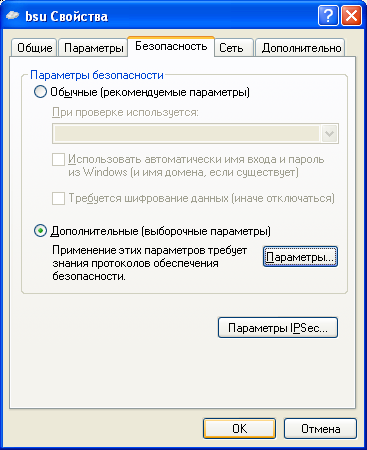 bsu Свойства
Общие Параметры Безопасность Сеть Дополнительно
Параметры безопасности
Обычные (рекомендуемые параметры)
При проверке используется:
Использовать автоматически имя входа и пароль
из Windows (и имя домена, если существует)
Требуется шифрование данных (иначе отключаться)
Дополнительные (выборочные параметры)
Применение этих параметров требует
знания протоколов обеспечения
безопасности.
Параметры...
Параметры IPSec...
OK Отмена